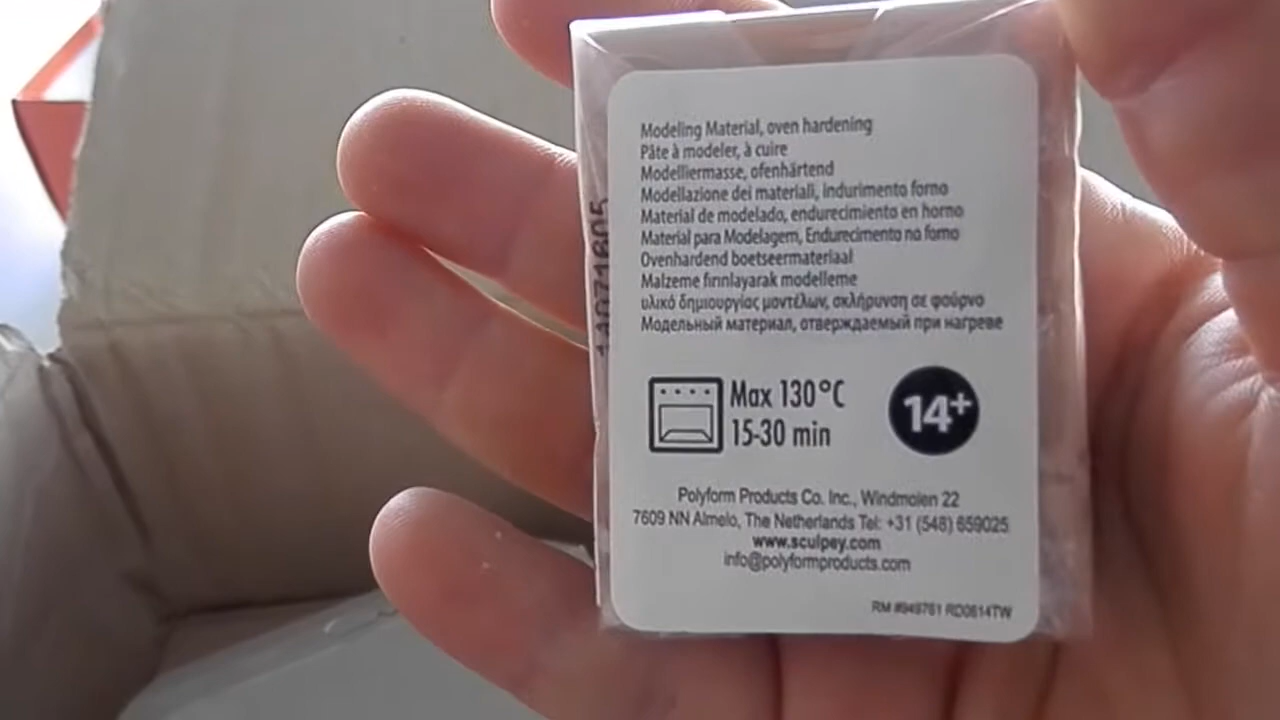 Modeling Material, oven hardening
Pâte à modeler, à cuire
Modelliermasse, ofenhärtend
Modellazione dei materiali, indurimento forno
Material de modelado, endurecimiento en horno
Material para Modelagem, Endurecimento no forno
Ovenhardend boetseermateriaal
Malzeme fırınlayarak modelleme
υλικό δημιουργίας μοντέλων, σκλήρυνση σε φούρνο
Модельный материал, отверждаемый при нагреве
Max 130°C
15-30 min
14+
Polyform Products Co. Inc., Windmolen 22
7609 NN Almelo, The Netherlands Tel: +31 (548) 659025
www.sculpey.com
info@polyformproducts.com
RM #949761 RD0614TW